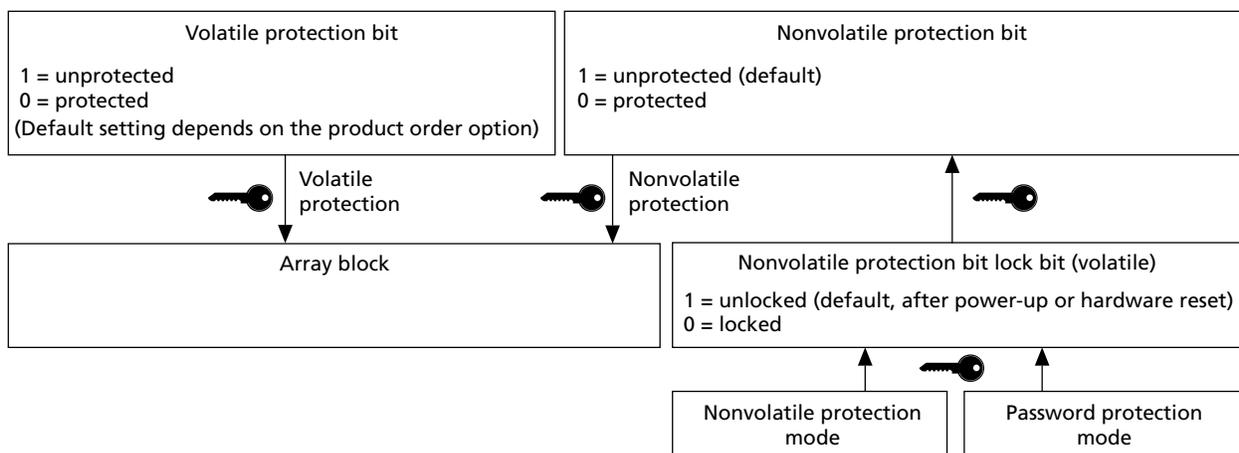 Volatile protection bit
1 = unprotected
0 = protected
(Default setting depends on the product order option)
Nonvolatile protection bit
1 = unprotected (default)
0 = protected
Volatile
protection
Nonvolatile
protection
Array block
Nonvolatile protection bit lock bit (volatile)
1 = unlocked (default, after power-up or hardware reset)
0 = locked
Nonvolatile protection
mode
Password protection
mode